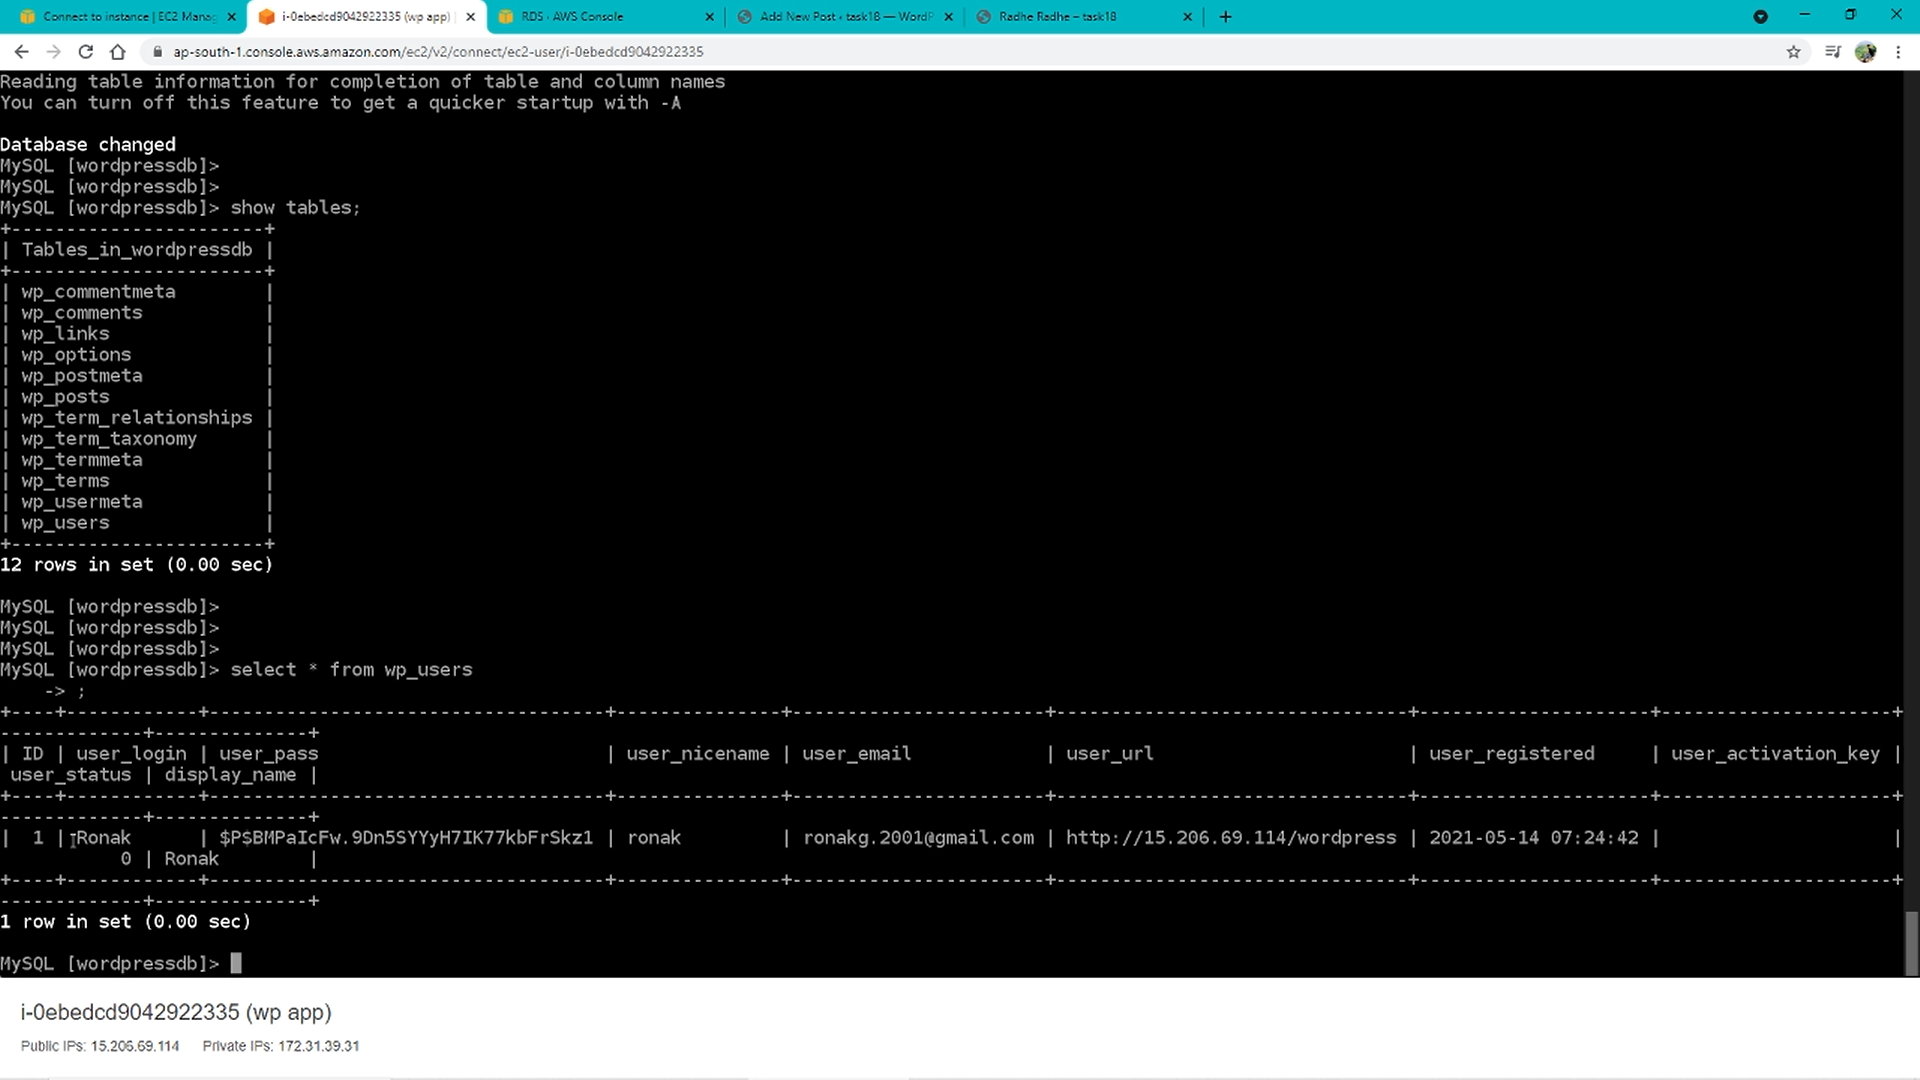 Connect to instance | EC2 Mana
i-0ebedcd9042922335 (wp app)
RDS · AWS Console
Add New Post ‹ task18 — WordP
Radhe Radhe – task18
ap-south-1.console.aws.amazon.com/ec2/v2/connect/ec2-user/i-0ebedcd9042922335
Reading table information for completion of table and column names
You can turn off this feature to get a quicker startup with -A
Database changed
MySQL [wordpressdb]>
MySQL [wordpressdb]>
MySQL [wordpressdb]> show tables;
+-----------------------+
| Tables_in_wordpressdb |
+-----------------------+
| wp_commentmeta        |
| wp_comments           |
| wp_links              |
| wp_options            |
| wp_postmeta           |
| wp_posts              |
| wp_term_relationships |
| wp_term_taxonomy      |
| wp_termmeta           |
| wp_terms              |
| wp_usermeta           |
| wp_users              |
+-----------------------+
12 rows in set (0.00 sec)
MySQL [wordpressdb]>
MySQL [wordpressdb]>
MySQL [wordpressdb]>
MySQL [wordpressdb]> select * from wp_users
    -> ;
+----+------------+------------------------------------+---------------+-----------------------+--------------------------------+---------------------+---------------------+
-------------+--------------+
| ID | user_login | user_pass                          | user_nicename | user_email            | user_url                       | user_registered     | user_activation_key |
 user_status | display_name |
+----+------------+------------------------------------+---------------+-----------------------+--------------------------------+---------------------+---------------------+
-------------+--------------+
|  1 | Ronak      | $P$BMPaIcFw.9Dn5SYYyH7IK77kbFrSkz1 | ronak         | ronakg.2001@gmail.com | http://15.206.69.114/wordpress | 2021-05-14 07:24:42 |                     |
           0 | Ronak        |
+----+------------+------------------------------------+---------------+-----------------------+--------------------------------+---------------------+---------------------+
-------------+--------------+
1 row in set (0.00 sec)
MySQL [wordpressdb]>
i-0ebedcd9042922335 (wp app)
Public IPs: 15.206.69.114 Private IPs: 172.31.39.31